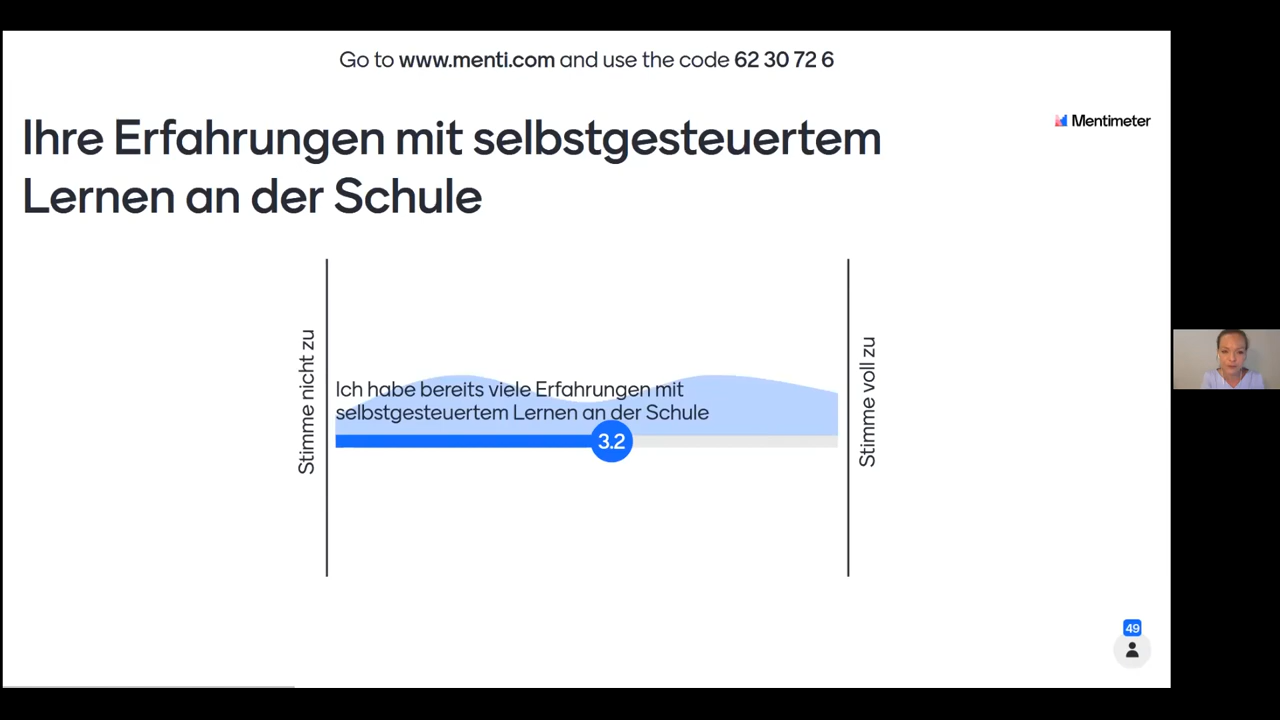 Go to www.menti.com and use the code 62 30 72 6
Ihre Erfahrungen mit selbstgesteuertem
Lernen an der Schule
Mentimeter
Stimme nicht zu
Ich habe bereits viele Erfahrungen mit
selbstgesteuertem Lernen an der Schule
3.2
Stimme voll zu
49